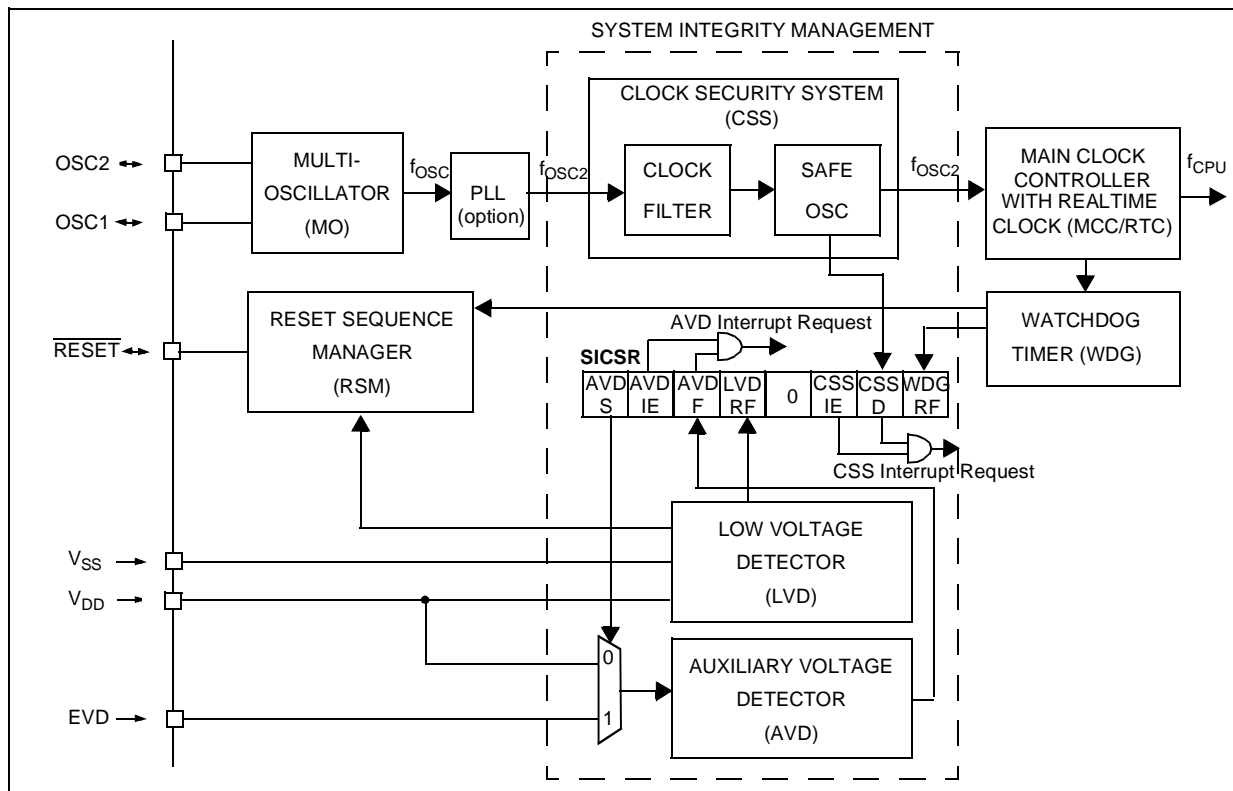 SYSTEM INTEGRITY MANAGEMENT
CLOCK SECURITY SYSTEM
(CSS)
OSC2
OSC1
MULTI-
OSCILLATOR
(MO)
fOSC
PLL
(option)
fOSC2
CLOCK
FILTER
SAFE
OSC
fOSC2
MAIN CLOCK
CONTROLLER
WITH REALTIME
CLOCK (MCC/RTC)
fCPU
RESET
RESET SEQUENCE
MANAGER
(RSM)
AVD Interrupt Request
WATCHDOG
TIMER (WDG)
SICSR
AVD
S
AVD
IE
AVD
F
LVD
RF
0
CSS
IE
CSS
D
WDG
RF
CSS Interrupt Request
VSS
VDD
LOW VOLTAGE
DETECTOR
(LVD)
EVD
0
1
AUXILIARY VOLTAGE
DETECTOR
(AVD)